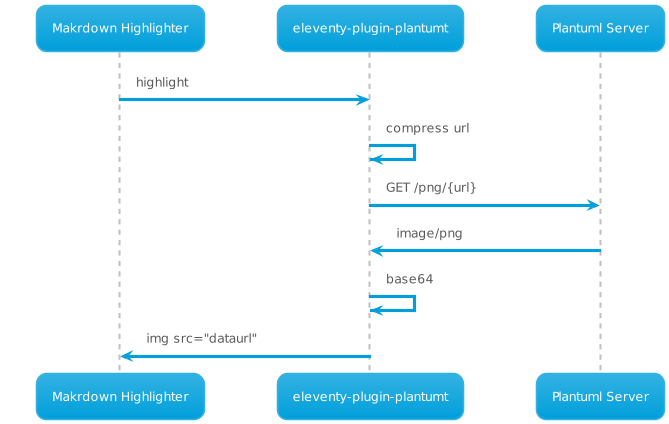 Makrdown Highlighter
eleventy-plugin-plantumt
Plantuml Server
highlight
compress url
GET /png/{url}
image/png
base64
img src="dataurl"
Makrdown Highlighter
eleventy-plugin-plantumt
Plantuml Server